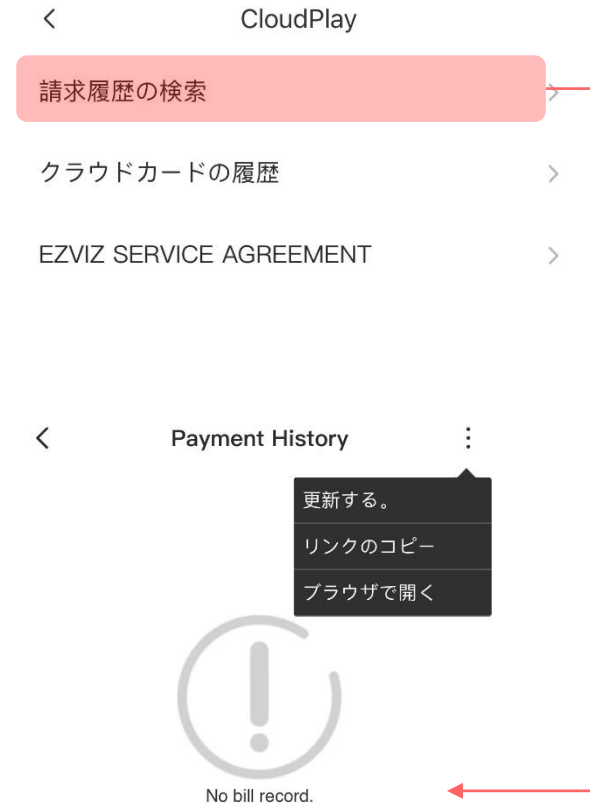 CloudPlay
請求履歴の検索
クラウドカードの履歴
EZVIZ SERVICE AGREEMENT
Payment History
更新する。
リンクのコピー
ブラウザで開く
No bill record.